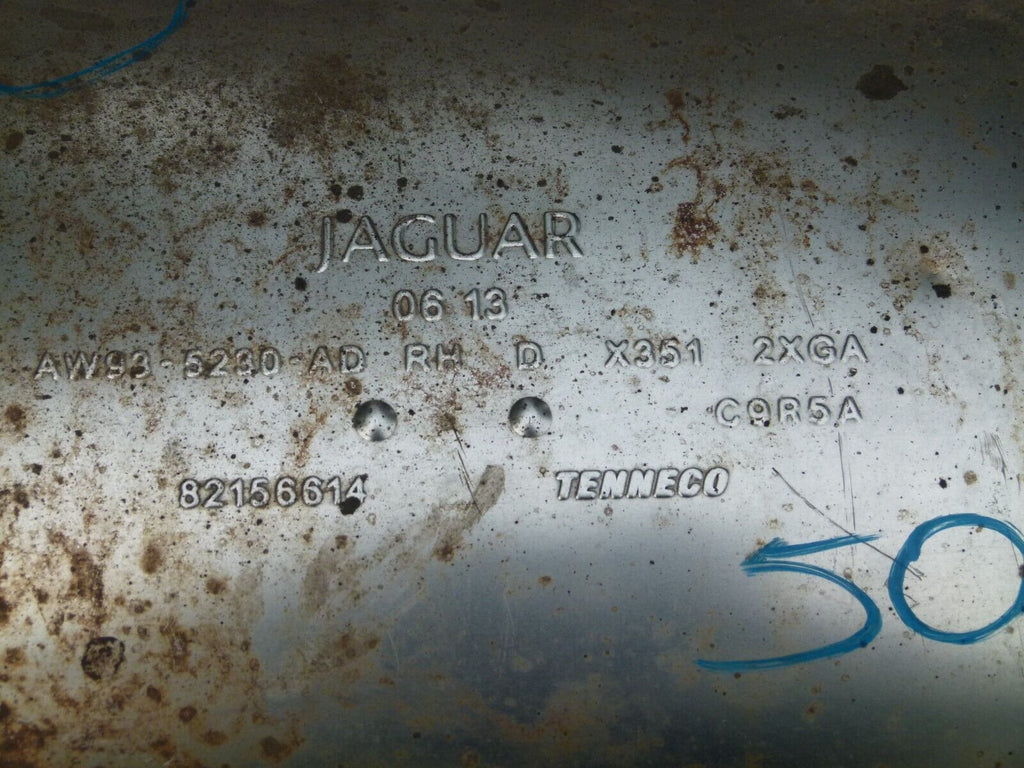 JAGUAR
06 13
AW93-5230-AD RH D X351 2XGA
C9R5A
82156614 TENNECO
50